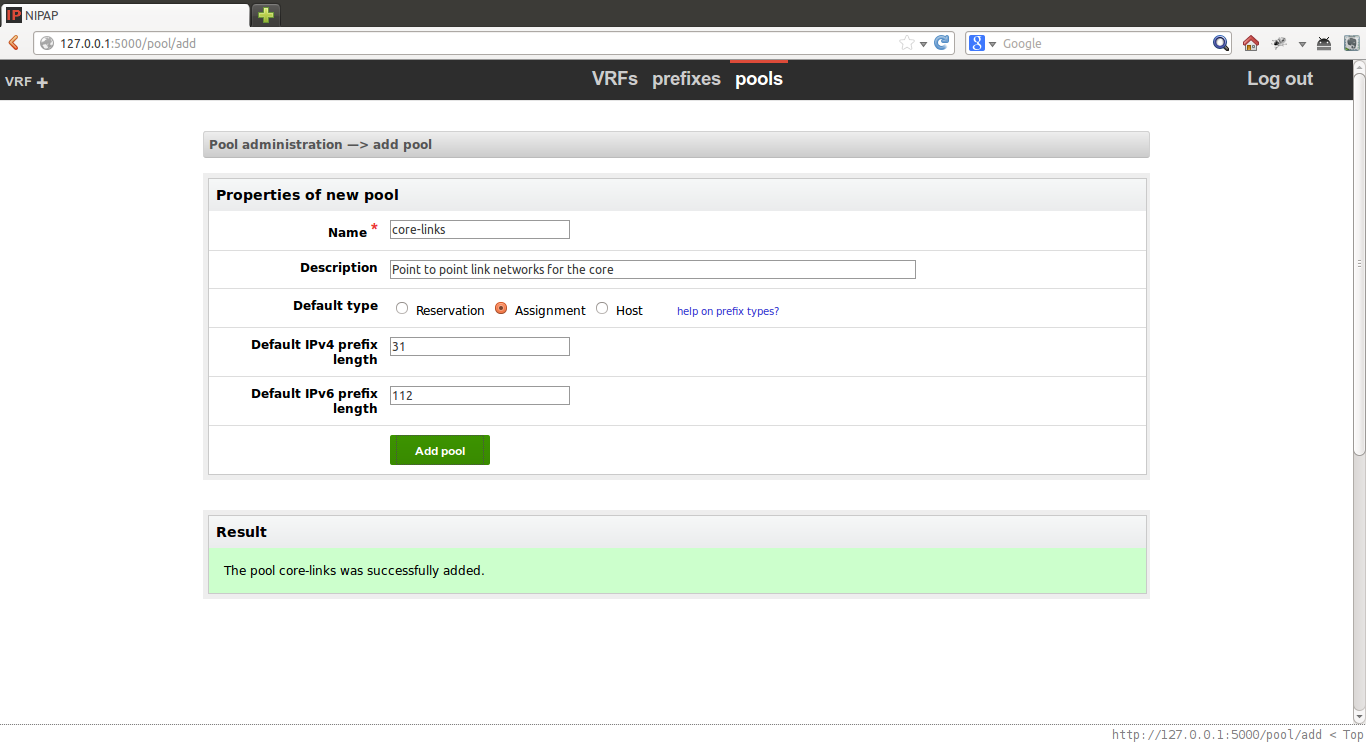 IP NIPAP
127.0.0.1:5000/pool/add
8 Google
VRF +
VRFs prefixes pools
Log out
Pool administration —> add pool
Properties of new pool
Name * core-links
Description Point to point link networks for the core
Default type Reservation Assignment Host help on prefix types?
Default IPv4 prefix 31
length
Default IPv6 prefix 112
length
Add pool
Result
The pool core-links was successfully added.
http://127.0.0.1:5000/pool/add < Top